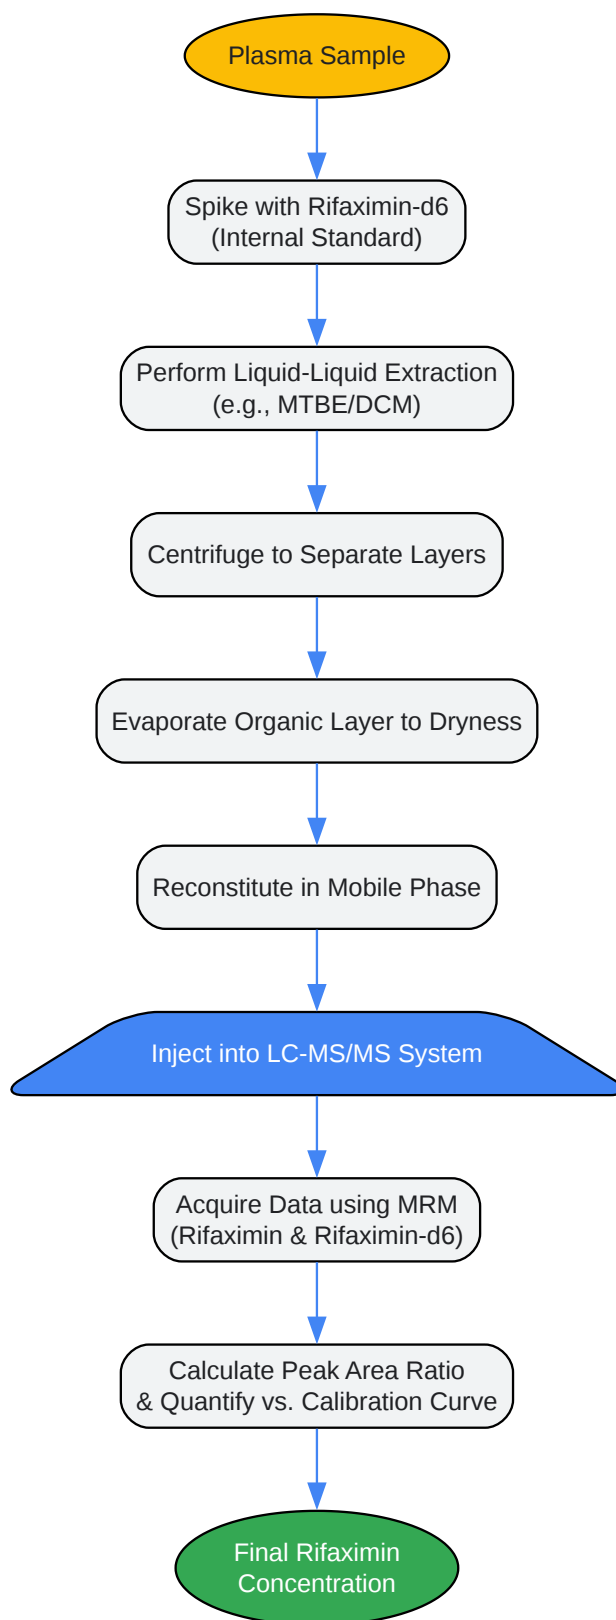 Plasma Sample
Spike with Rifaximin-d6
(Internal Standard)
Perform Liquid-Liquid Extraction
(e.g., MTBE/DCM)
Centrifuge to Separate Layers
Evaporate Organic Layer to Dryness
Reconstitute in Mobile Phase
Inject into LC-MS/MS System
Acquire Data using MRM
(Rifaximin & Rifaximin-d6)
Calculate Peak Area Ratio
& Quantify vs. Calibration Curve
Final Rifaximin
Concentration